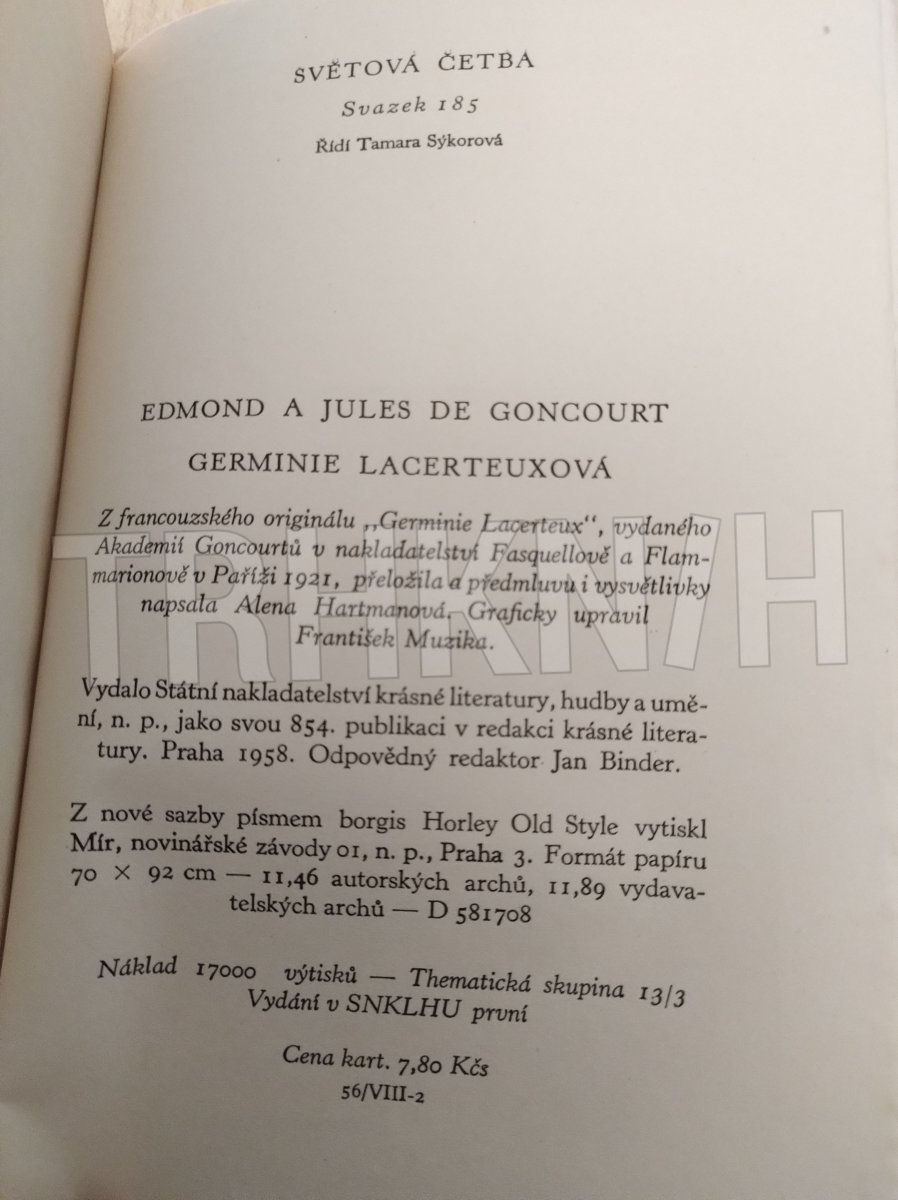 SVĚTOVÁ ČETBA
Svazek 185
Řídí Tamara Sýkorová
EDMOND A JULES DE GONCOURT
GERMINIE LACERTEUXOVÁ
Z francouzského originálu „Germinie Lacerteux“, vydaného
Akademií Goncourtů v nakladatelství Fasquellově a Flam-
marionově v Paříži 1921, přeložila a předmluvu i vysvětlivky
napsala Alena Hartmanová. Graficky upravil
František Muzika.
TRHKNIH
Vydalo Státní nakladatelství krásné literatury, hudby a umě-
ní, n. p., jako svou 854. publikaci v redakci krásné litera-
tury. Praha 1958. Odpovědný redaktor Jan Binder.
Z nové sazby písmem borgis Horley Old Style vytiskl
Mír, novinářské závody 01, n. p., Praha 3. Formát papíru
70 × 92 cm — 11,46 autorských archů, 11,89 vydava-
telských archů — D 581708
Náklad 17000 výtisků — Thematická skupina 13/3
Vydání v SNKLHU první
Cena kart. 7,80 Kčs
56/VIII-2